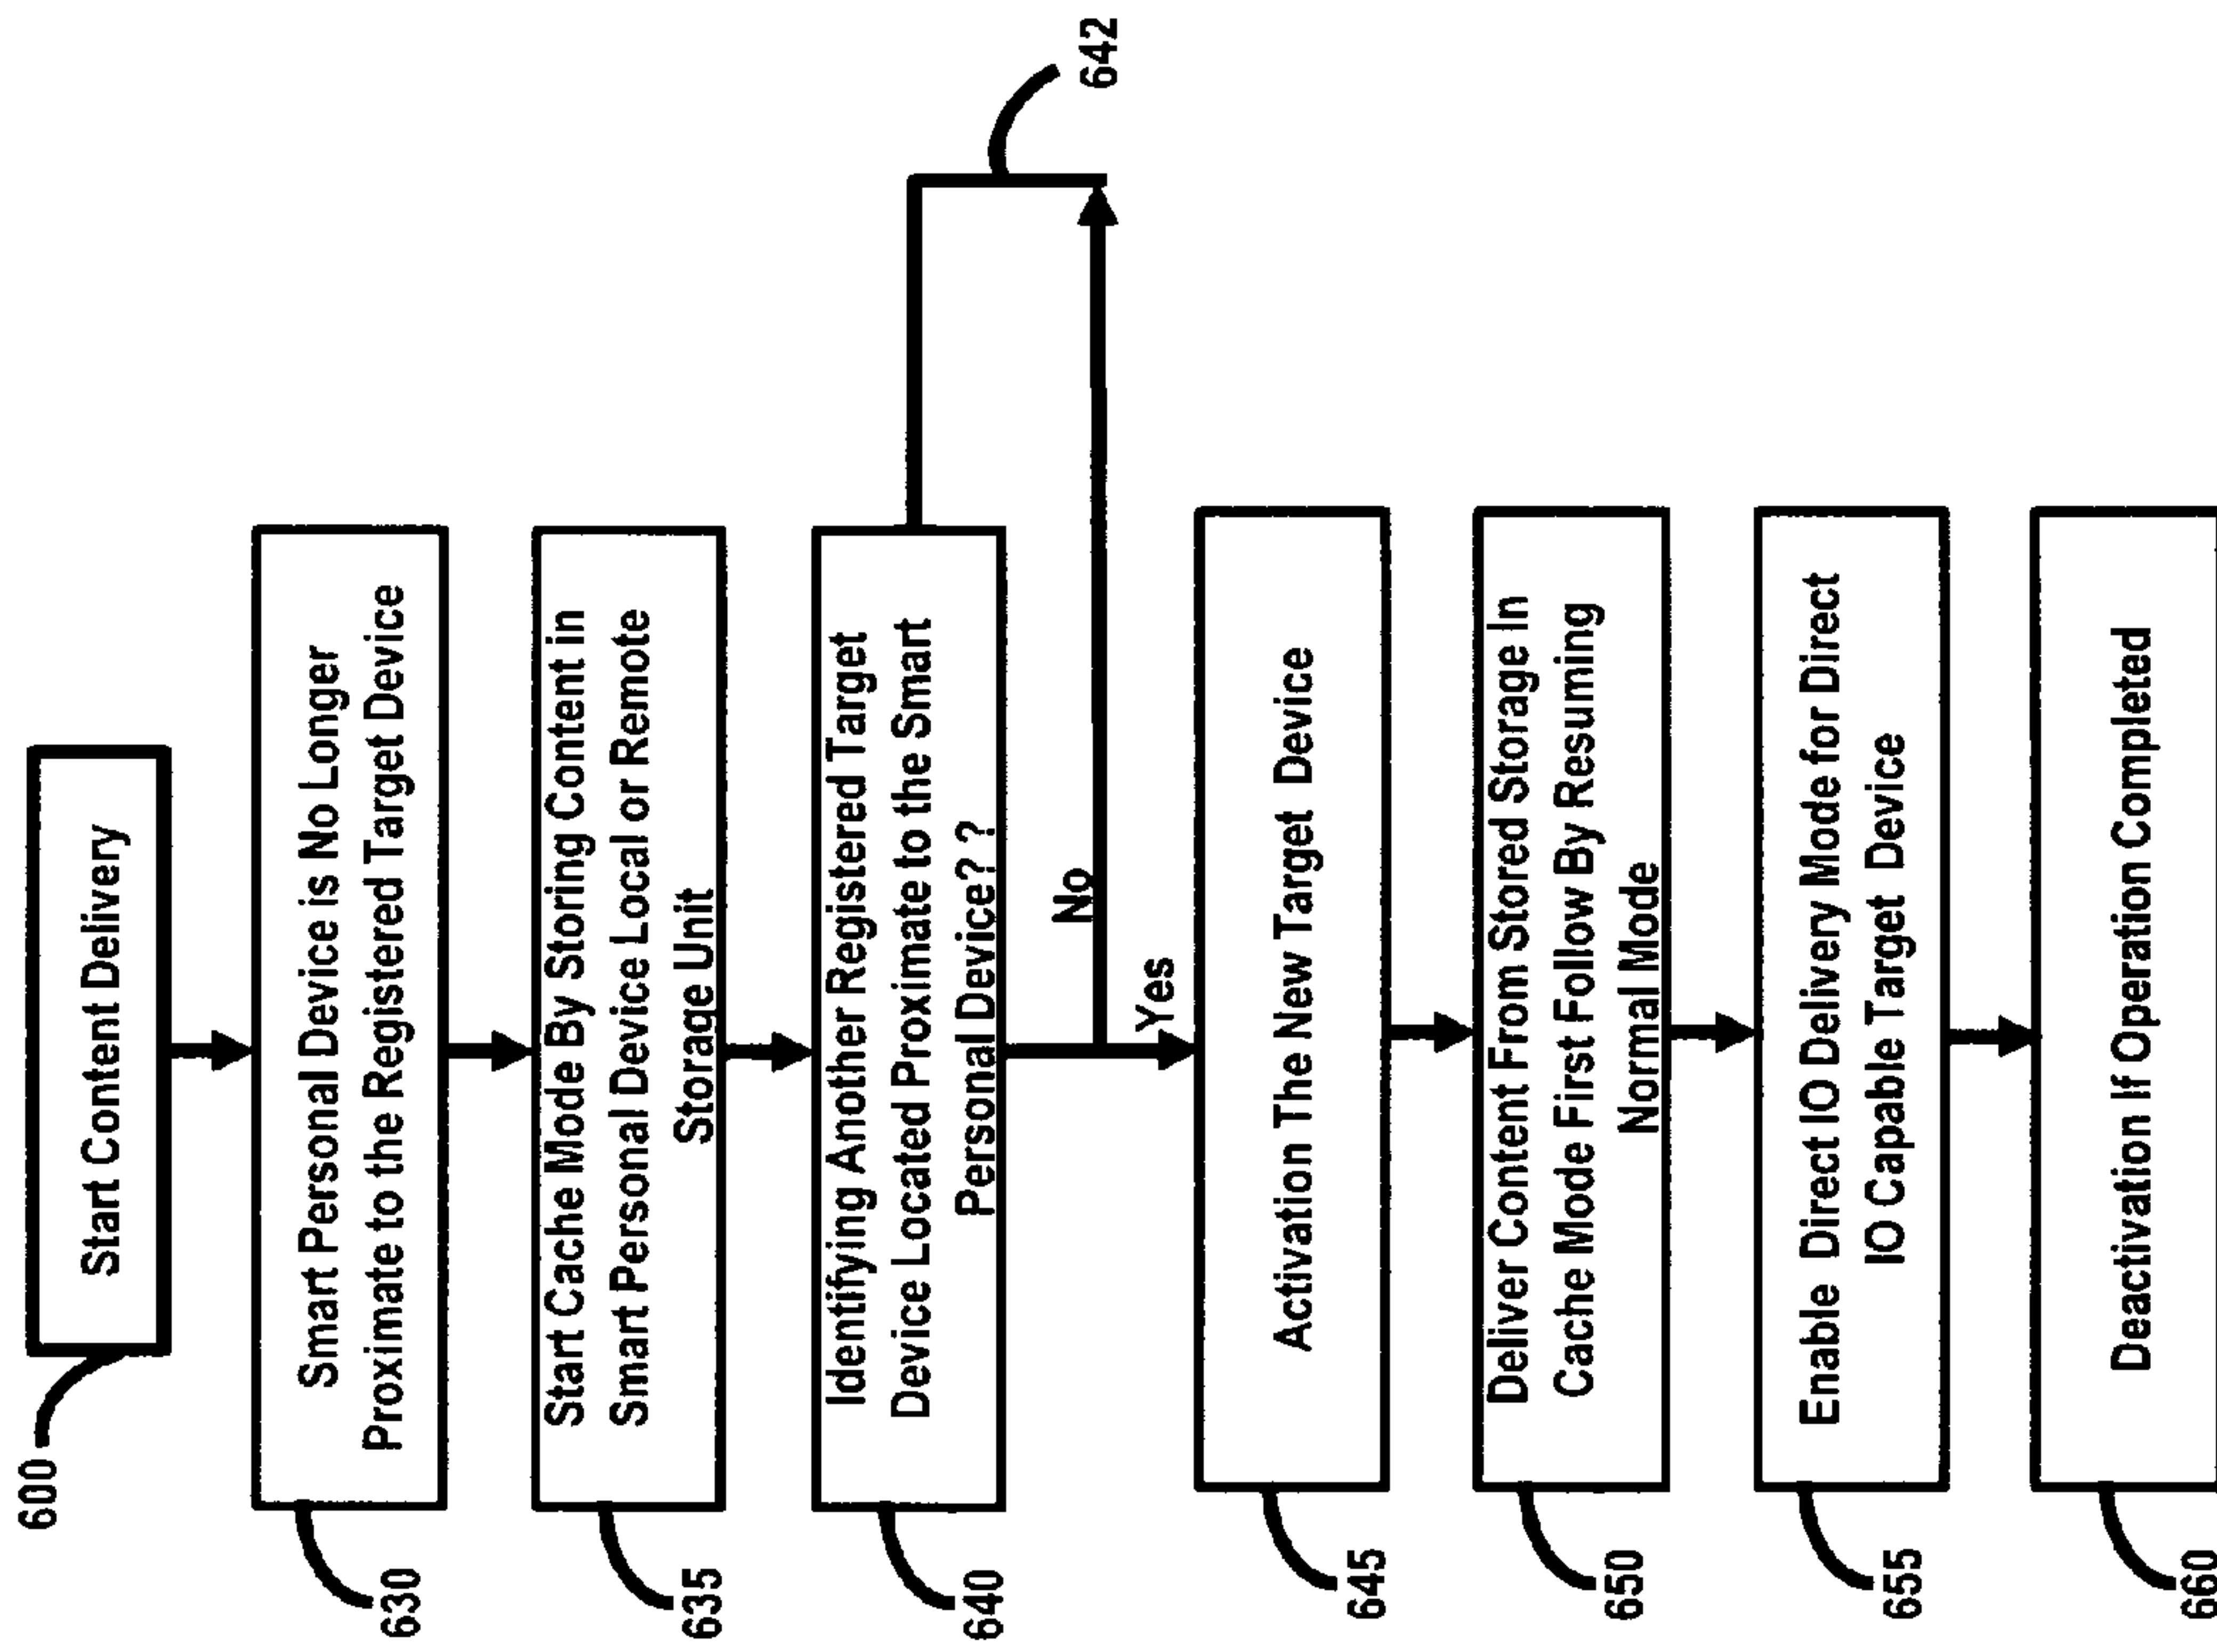 600
Start Content Delivery
630
Smart Personal Device is No Longer
Proximate to the Registered Target Device
635
Start Cache Mode By Storing Content in
Smart Personal Device Local or Remote
Storage Unit
640
Identifying Another Registered Target
Device Located Proximate to the Smart
Personal Device??
642
No
Yes
645
Activation The New Target Device
650
Deliver Content From Stored Storage In
Cache Mode First Follow By Resuming
Normal Mode
655
Enable Direct IO Delivery Mode for Direct
IO Capable Target Device
660
Deactivation If Operation Completed